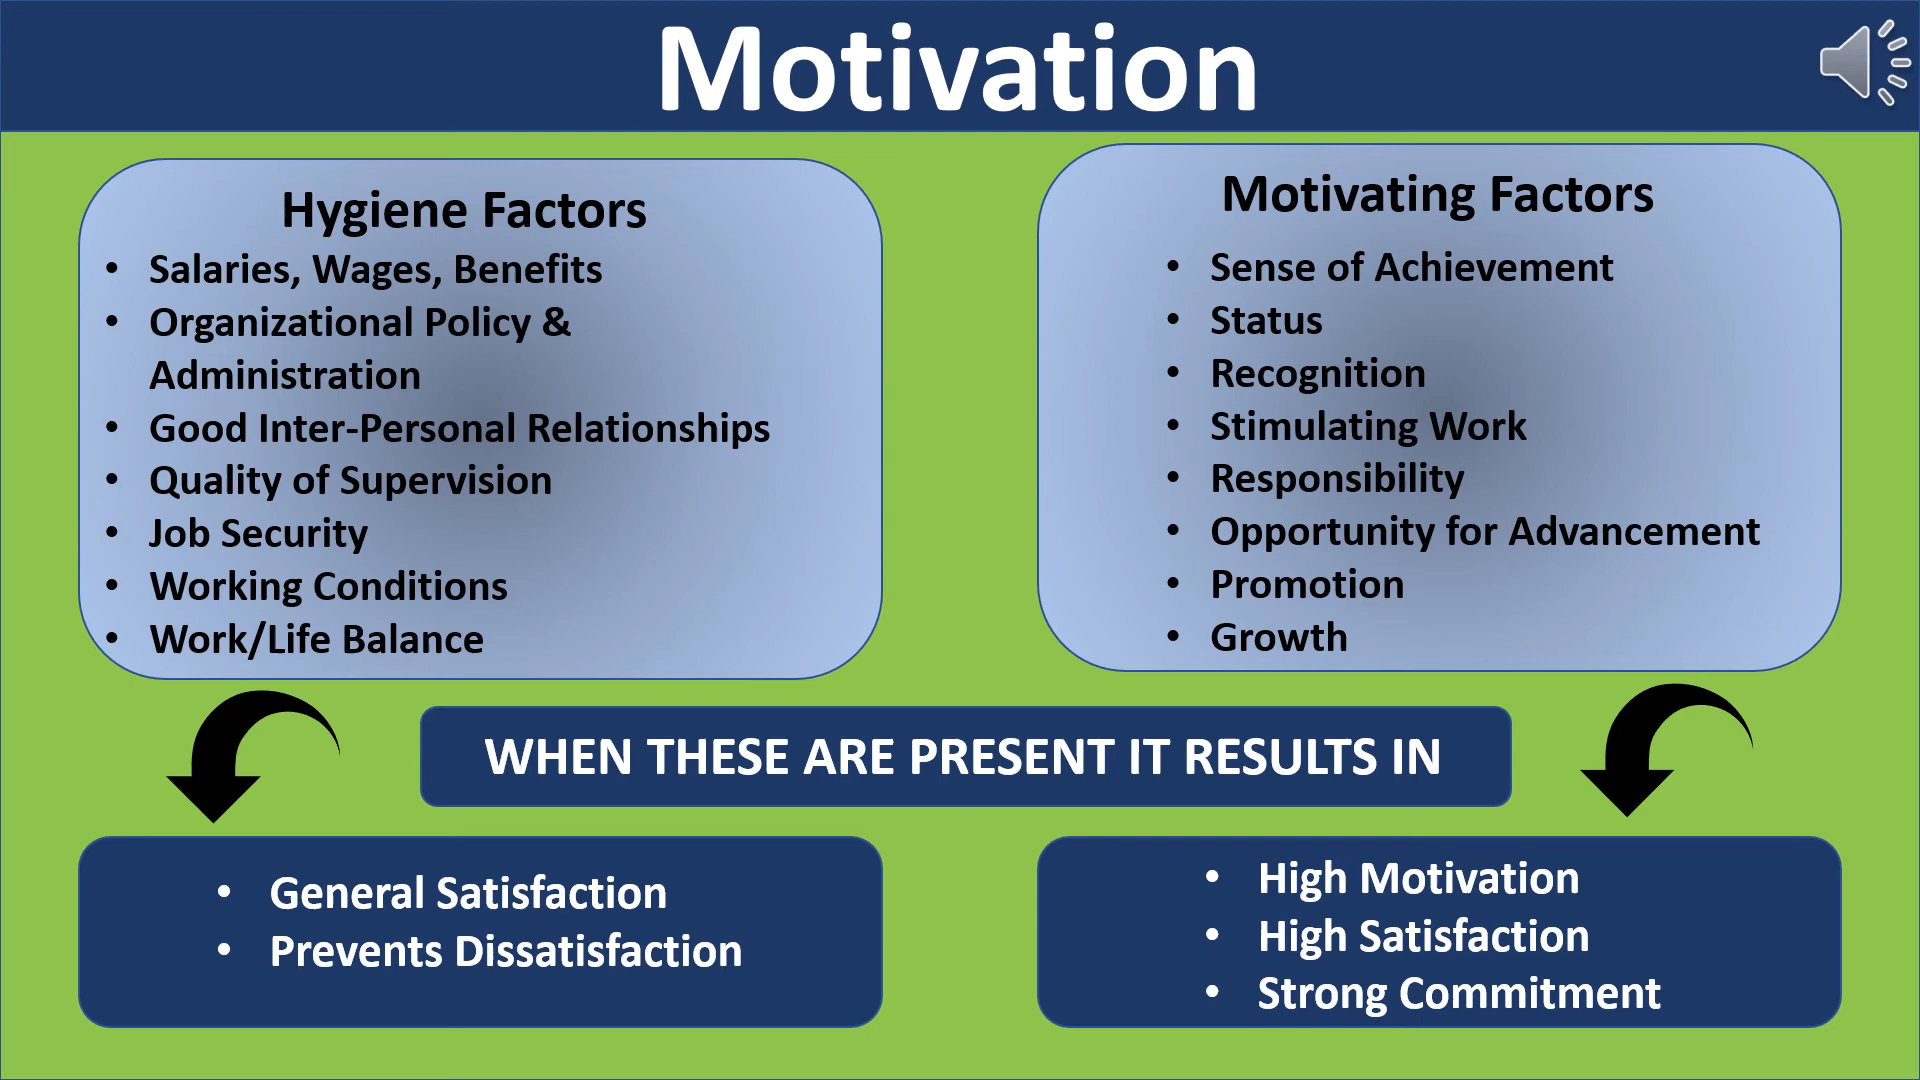 Motivation
Hygiene Factors
• Salaries, Wages, Benefits
• Organizational Policy &
Administration
• Good Inter-Personal Relationships
• Quality of Supervision
• Job Security
• Working Conditions
• Work/Life Balance
Motivating Factors
• Sense of Achievement
• Status
• Recognition
• Stimulating Work
• Responsibility
• Opportunity for Advancement
• Promotion
• Growth
WHEN THESE ARE PRESENT IT RESULTS IN
• General Satisfaction
• Prevents Dissatisfaction
• High Motivation
• High Satisfaction
• Strong Commitment